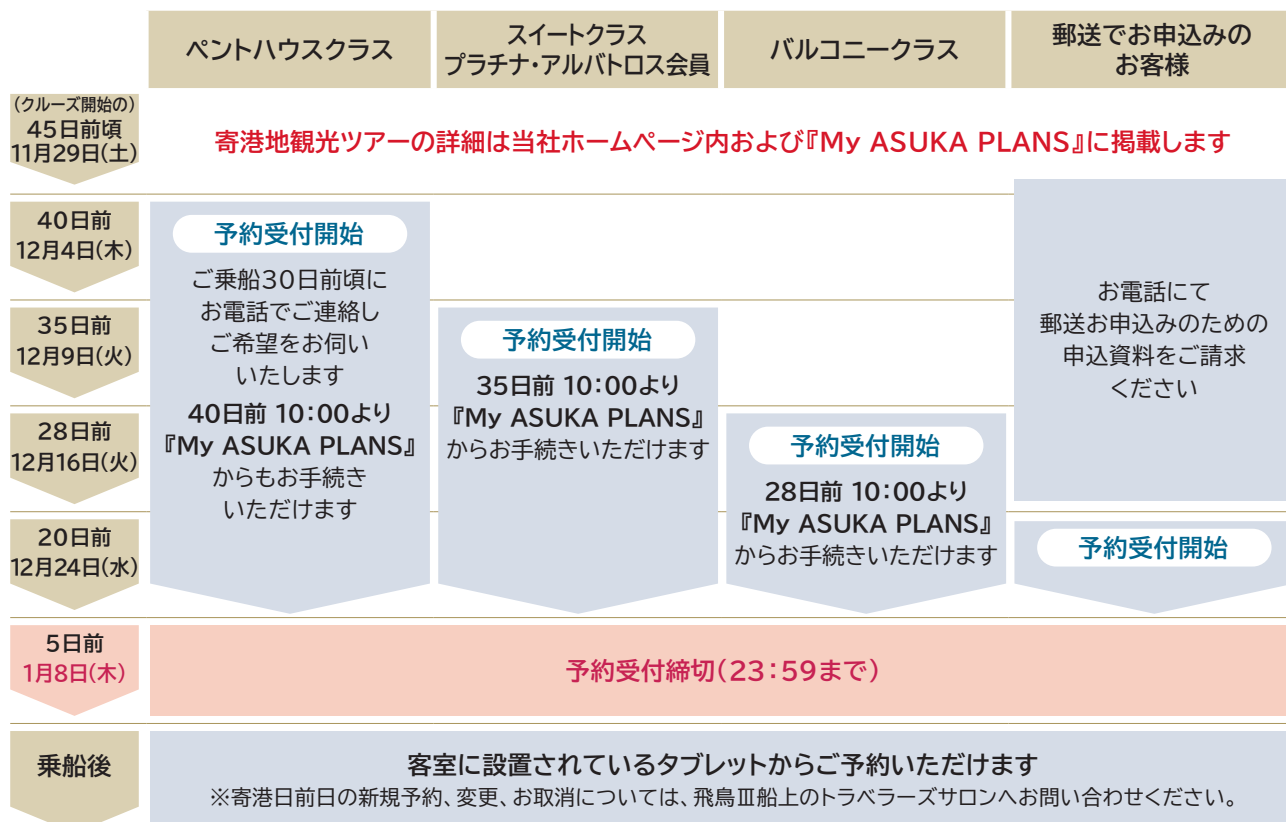 ペントハウスクラス
スイートクラス
プラチナ・アルバトロス会員
バルコニークラス
郵送でお申込みの
お客様
(クルーズ開始の)
45日前頃
11月29日(土)
寄港地観光ツアーの詳細は当社ホームページ内および『My ASUKA PLANS』に掲載します
40日前
12月4日(木)
35日前
12月9日(火)
28日前
12月16日(火)
20日前
12月24日(水)
予約受付開始
ご乗船30日前頃に
お電話でご連絡し
ご希望をお伺い
いたします
40日前 10:00より
『My ASUKA PLANS』
からもお手続き
いただけます
予約受付開始
35日前 10:00より
『My ASUKA PLANS』
からお手続きいただけます
予約受付開始
28日前 10:00より
『My ASUKA PLANS』
からお手続きいただけます
お電話にて
郵送お申込みのための
申込資料をご請求
ください
予約受付開始
5日前
1月8日(木)
予約受付締切(23:59まで)
乗船後
客室に設置されているタブレットからご予約いただけます
※寄港日前日の新規予約、変更、お取消については、飛鳥Ⅲ船上のトラベラーズサロンへお問い合わせください。